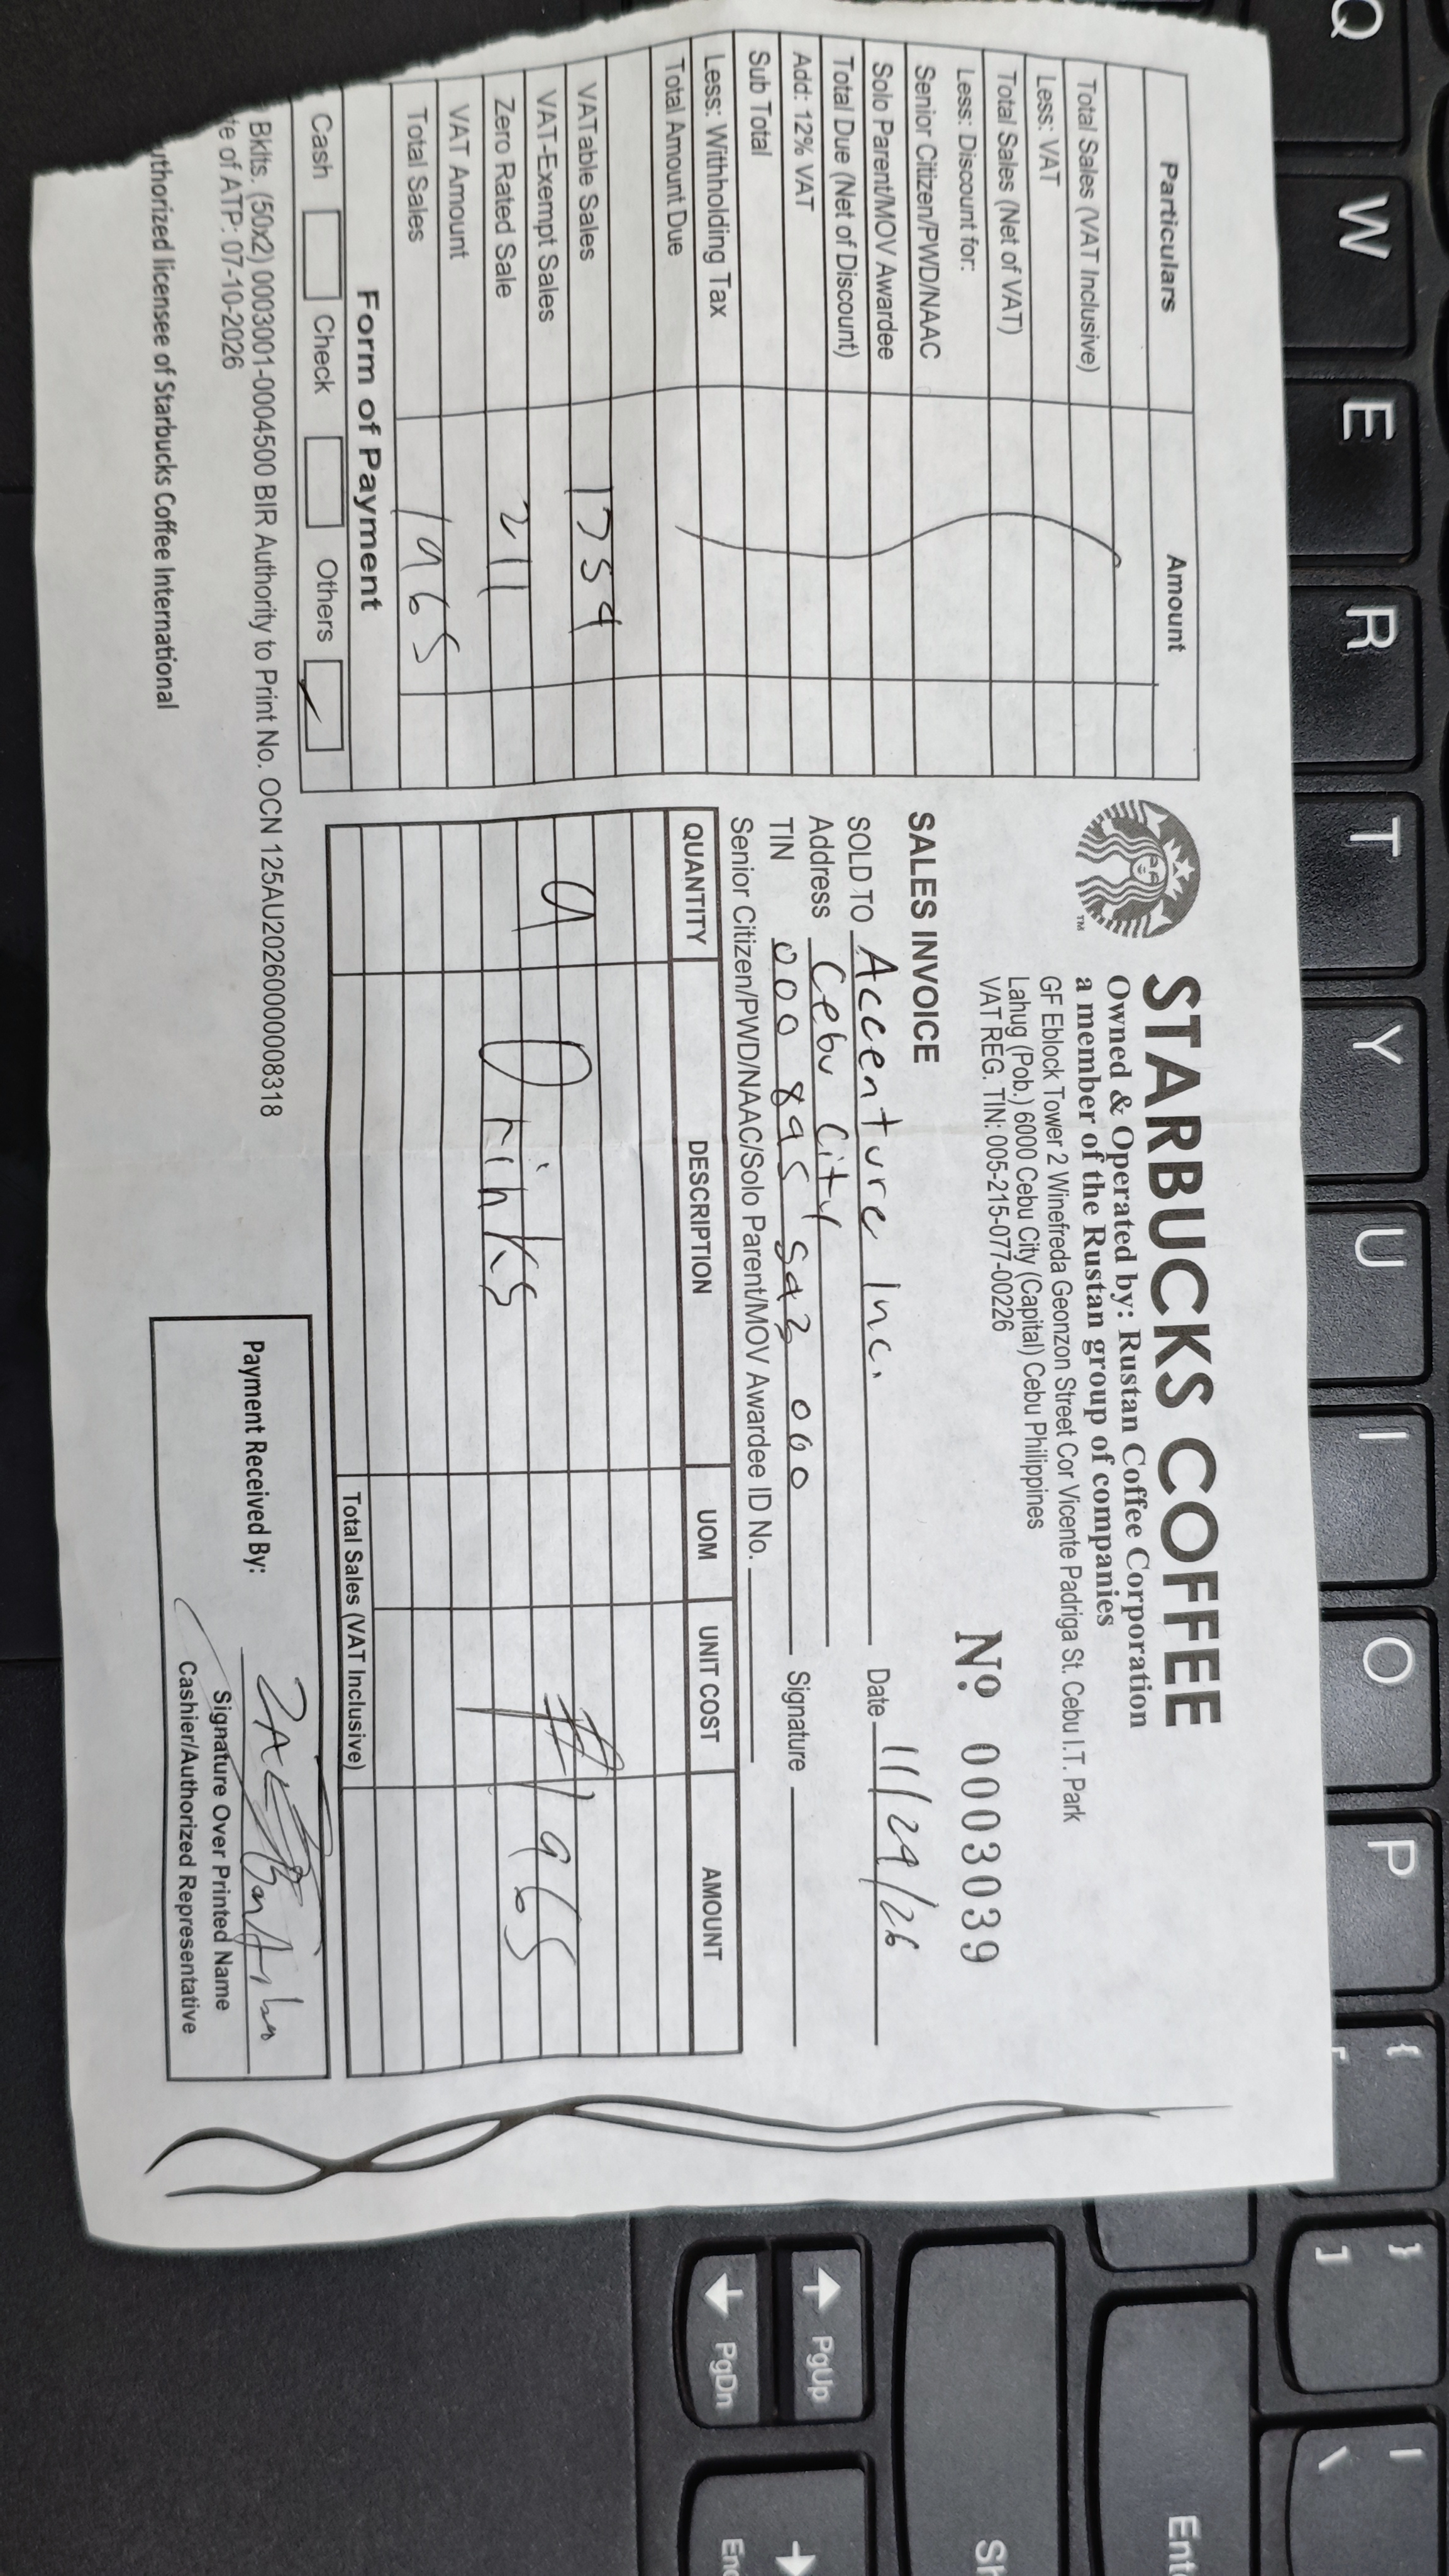 Particulars Amount
Total Sales (VAT Inclusive)
Less: VAT
Total Sales (Net of VAT)
Less: Discount for:
Senior Citizen/PWD/NAAC
Solo Parent/MOV Awardee
Total Due (Net of Discount)
Add: 12% VAT
Sub Total
Less: Withholding Tax
Total Amount Due
VATable Sales 1754
VAT-Exempt Sales
Zero Rated Sale 211
VAT Amount
Total Sales 1965
Form of Payment
Cash Check Others
Bklts. (50x2) 0003001-0004500 BIR Authority to Print No. OCN 125AU20260000008318
of ATP: 07-10-2026
licensee of Starbucks Coffee International
STARBUCKS COFFEE
TM
Owned & Operated by: Rustan Coffee Corporation
a member of the Rustan group of companies
GF Eblock Tower 2 Winefreda Geonzon Street Cor Vicente Padriga St. Cebu I.T. Park
Lahug (Pob.) 6000 Cebu City (Capital) Cebu Philippines
VAT REG. TIN: 005-215-077-00226
SALES INVOICE
Nº 0003039
SOLD TO Accenture Inc. Date 11/24/26
Address Cebu City
TIN 000 895 000 Signature
Senior Citizen/PWD/NAAC/Solo Parent/MOV Awardee ID No.
QUANTITY DESCRIPTION UOM UNIT COST AMOUNT
9 Drinks ₱1965
Total Sales (VAT Inclusive)
Payment Received By:
Signature Over Printed Name
Cashier/Authorized Representative
Q W E R T Y U I O P { [ } ] | \
PgUp
PgDn